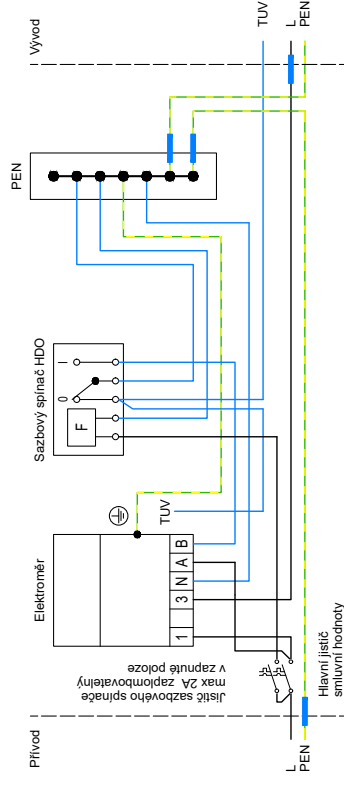 Přívod
Vývod
Elektroměr
Sazbový spínač HDO
PEN
TUV
F
0
I
1
3
N
A
B
TUV
Jistič sazbového spínače
max 2A zaplombovatelný
v zapnuté poloze
Hlavní jistič
smluvní hodnoty
L
PEN
L
PEN